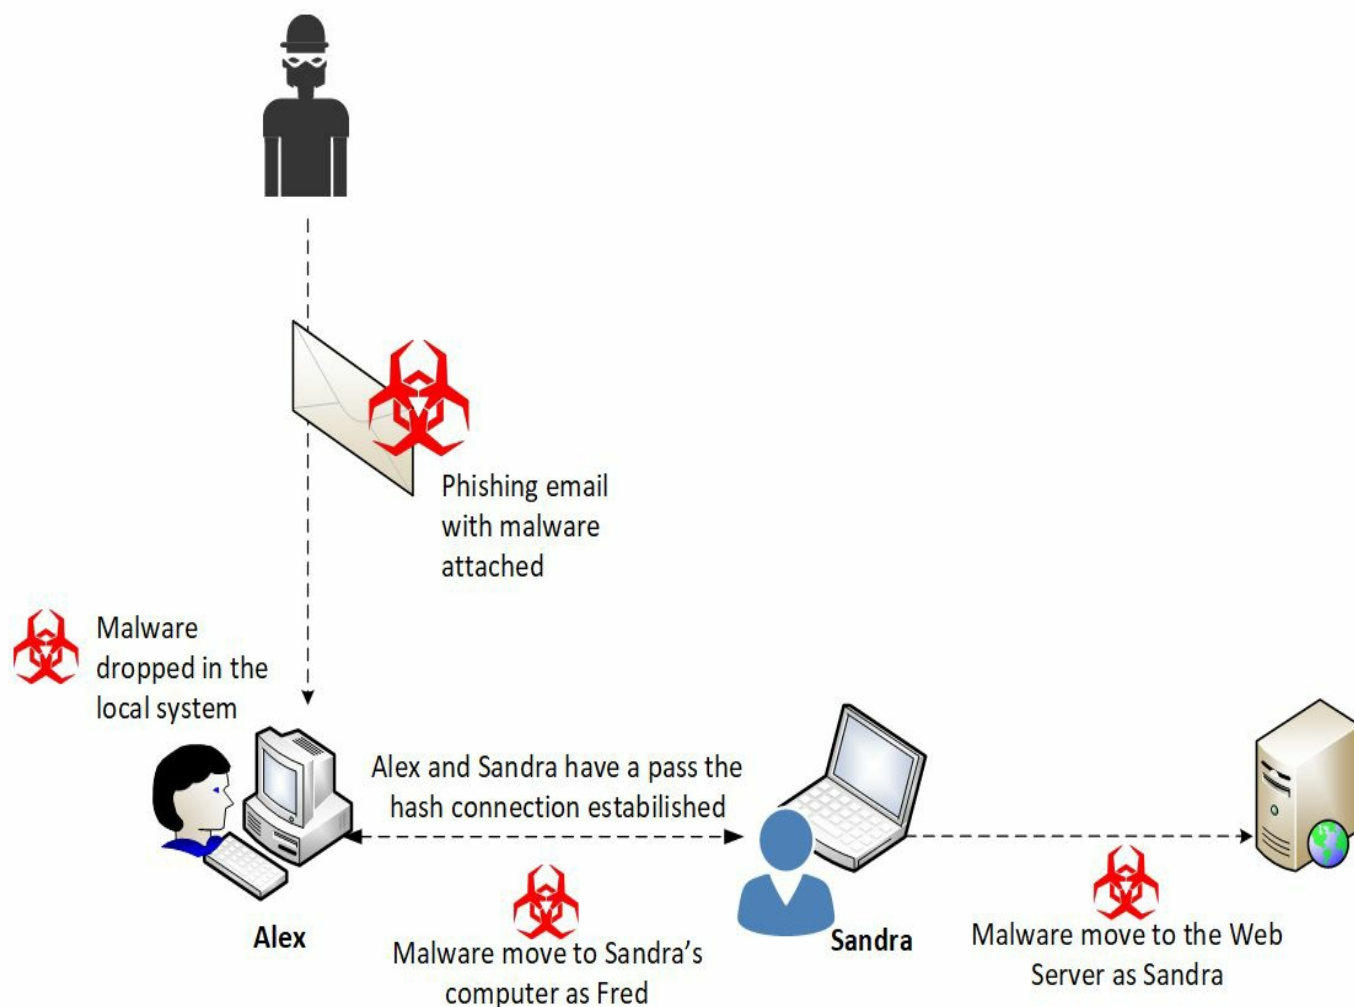 Phishing email
with malware
attached
Malware
dropped in the
local system
Alex and Sandra have a pass the
hash connection estabilished
Alex
Malware move to Sandra’s
computer as Fred
Sandra
Malware move to the Web
Server as Sandra